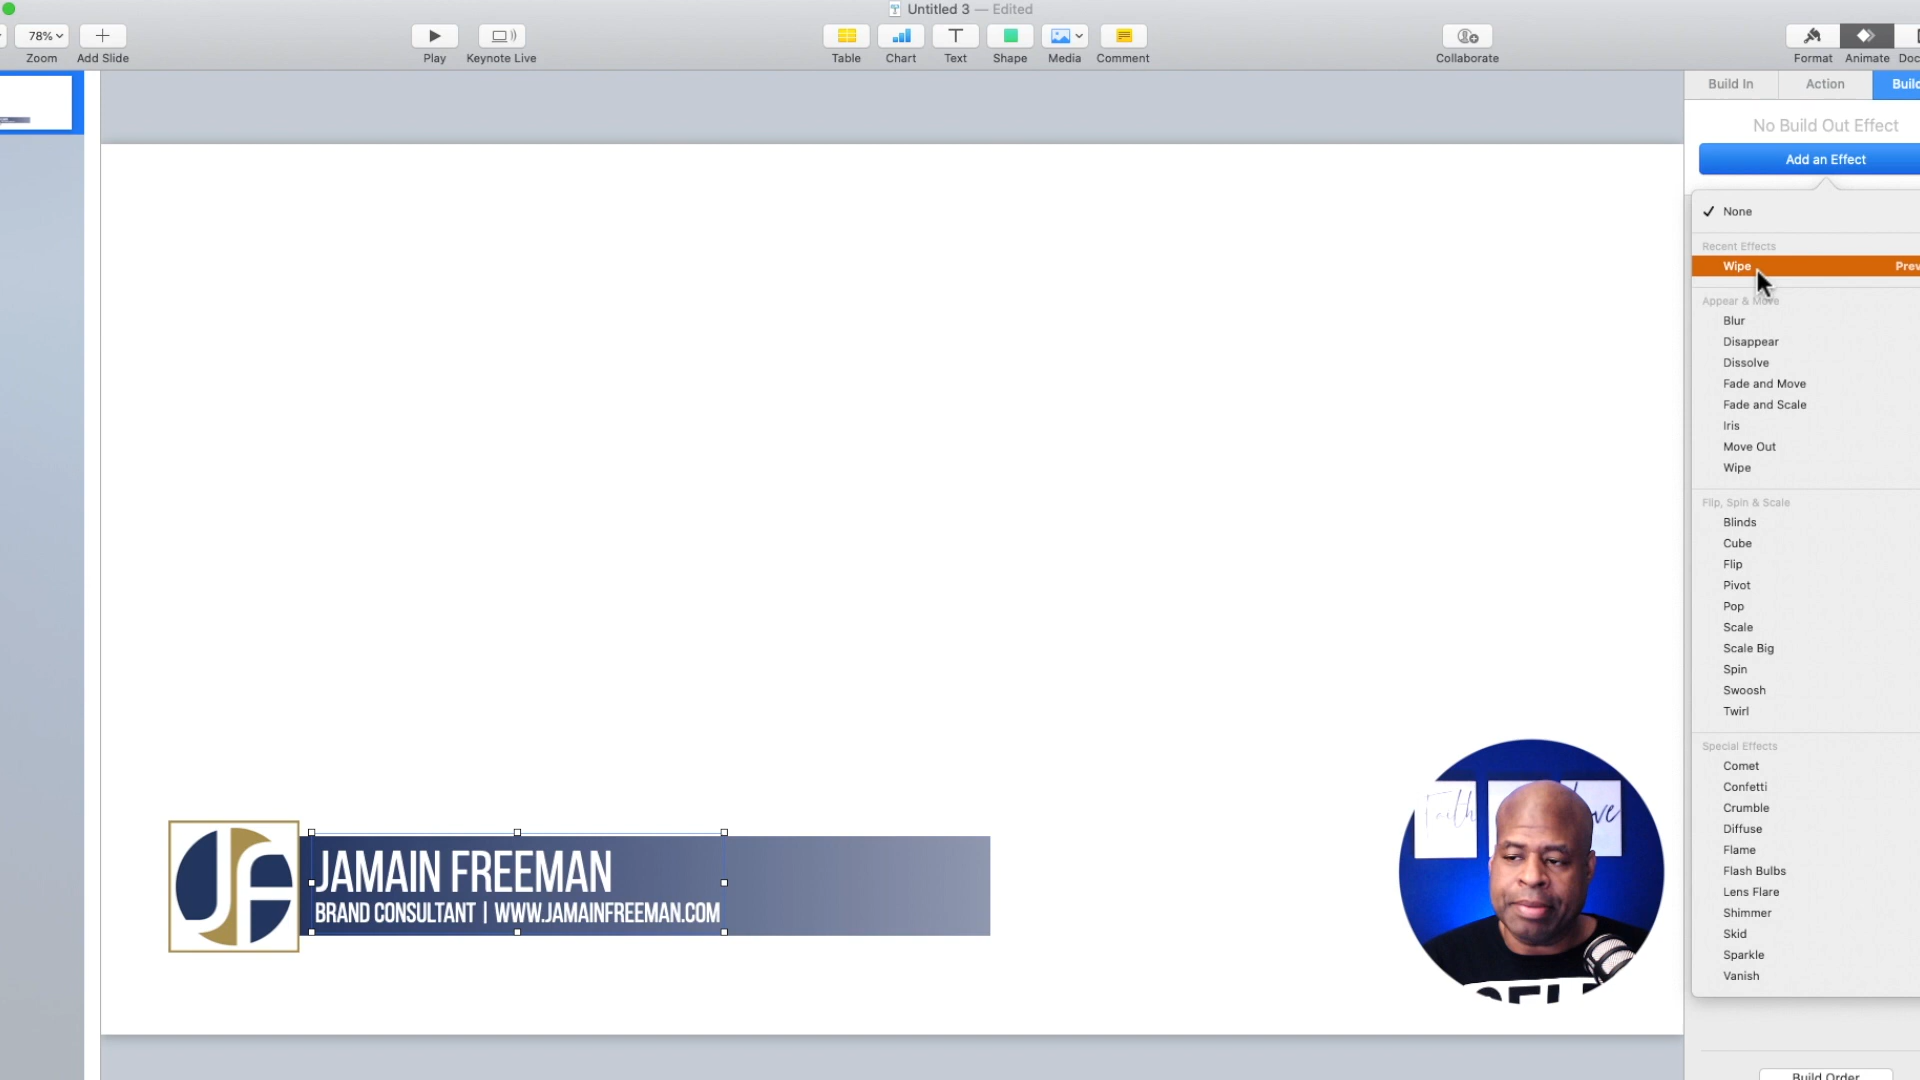 Untitled 3 — Edited
78%
Zoom
Add Slide
Play
Keynote Live
Table
Chart
Text
Shape
Media
Comment
Collaborate
Format
Animate
Build In
Action
No Build Out Effect
Add an Effect
None
Recent Effects
Wipe
Appear & Move
Blur
Disappear
Dissolve
Fade and Move
Fade and Scale
Iris
Move Out
Wipe
Flip, Spin & Scale
Blinds
Cube
Flip
Pivot
Pop
Scale
Scale Big
Spin
Swoosh
Twirl
Special Effects
Comet
Confetti
Crumble
Diffuse
Flame
Flash Bulbs
Lens Flare
Shimmer
Skid
Sparkle
Vanish
Build Order
JF
JAMAIN FREEMAN
BRAND CONSULTANT | WWW.JAMAINFREEMAN.COM
Faith